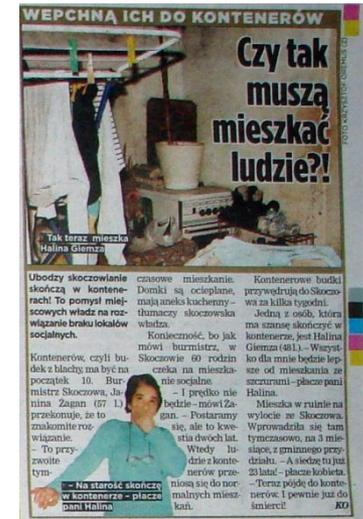 WEPCHNĄ ICH DO KONTENERÓW
FOTO KRZYSZTOF OREMUS (2)
Czy tak
muszą
mieszkać
ludzie?!
Tak teraz mieszka
Halina Giemza
Ubodzy skoczowianie
skończą w kontene-
rach! To pomysł miej-
scowych władz na roz-
wiązanie braku lokalów
socjalnych.
Kontenerów, czyli bu-
dek z blachy, ma być na
początek 10. Bur-
mistrz Skoczowa, Ja-
nina Żagan (57 l.)
przekonuje, że to
znakomite roz-
wiązanie.
– To przy-
zwoite
tym-
czasowe mieszkanie.
Domki są ocieplane,
mają aneks kuchenny –
tłumaczy skoczowska
władza.
Konieczność, bo jak
mówi burmistrz, w
Skoczowie 60 rodzin
czeka na mieszka-
nie socjalne.
– I prędko nie
będzie – mówi Ża-
gan. – Postaramy
się, ale to kwe-
stia dwóch lat.
Wtedy lu-
dzie z konte-
nerów prze-
niosą się do nor-
malnych miesz-
kań.
Kontenerowe budki
przywędrują do Skoczo-
wa za kilka tygodni.
Jedną z osób, która
ma szansę skończyć w
kontenerze, jest Halina
Giemza (48 l.). – Wszyst-
ko dla mnie będzie lep-
sze od mieszkania ze
szczurami – płacze pani
Halina.
Mieszka w ruinie na
wylocie ze Skoczowa.
Wprowadziła się tam
tymczasowo, na 3 mie-
siące, z gminnego przy-
działu. – A siedzę tu już
23 lata! – płacze kobieta.
– Teraz pójdę do konte-
nerów. I pewnie już do
śmierci! KO
– Na starość skończę
w kontenerze – płacze
pani Halina